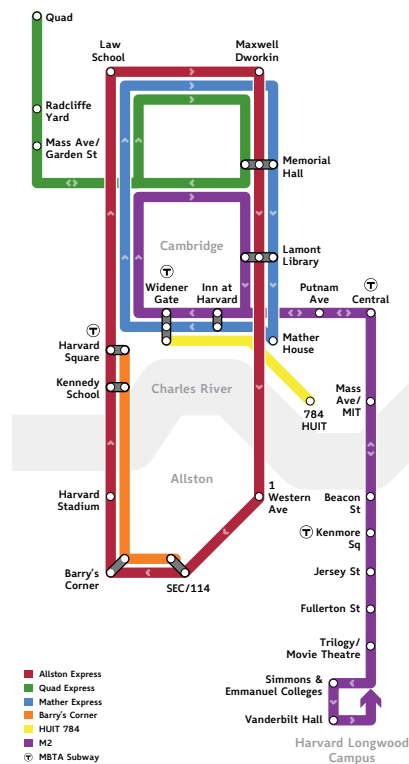 Quad
Law
School
Maxwell
Dworkin
Radcliffe
Yard
Mass Ave/
Garden St
Memorial
Hall
Cambridge
Lamont
Library
T
Widener
Gate
Inn at
Harvard
Putnam
Ave
T
Central
T
Harvard
Square
Mather
House
Kennedy
School
Charles River
784
HUIT
Mass
Ave/
MIT
Allston
Harvard
Stadium
1
Western
Ave
Beacon
St
T Kenmore
Sq
Barry's
Corner
SEC/114
Jersey St
Fullerton St
Trilogy/
Movie Theatre
Simmons &
Emmanuel Colleges
Vanderbilt Hall
Harvard Longwood
Campus
Allston Express
Quad Express
Mather Express
Barry's Corner
HUIT 784
M2
T MBTA Subway